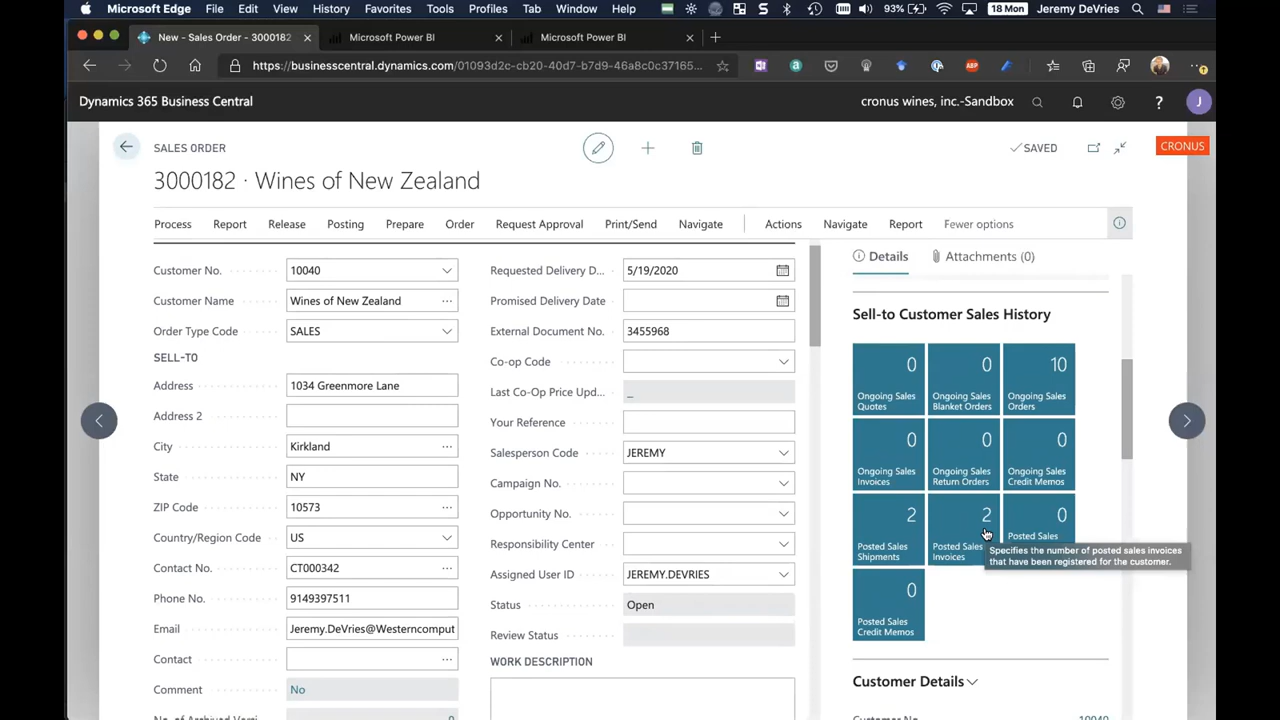 Microsoft Edge File Edit View History Favorites Tools Profiles Tab Window Help 93% 18 Mon Jeremy DeVries
New - Sales Order - 3000182 Microsoft Power BI Microsoft Power BI
https://businesscentral.dynamics.com/01093d2c-cb20-40d7-b7d9-46a8c0c37165...
Dynamics 365 Business Central
cronus wines, inc.-Sandbox
J
SALES ORDER
SAVED
CRONUS
3000182 · Wines of New Zealand
Process Report Release Posting Prepare Order Request Approval Print/Send Navigate Actions Navigate Report Fewer options
Customer No. 10040
Customer Name Wines of New Zealand
Order Type Code SALES
SELL-TO
Address 1034 Greenmore Lane
Address 2
City Kirkland
State NY
ZIP Code 10573
Country/Region Code US
Contact No. CT000342
Phone No. 9149397511
Email Jeremy.DeVries@Westerncomput
Contact
Comment No
Requested Delivery D... 5/19/2020
Promised Delivery Date
External Document No. 3455968
Co-op Code
Last Co-Op Price Upd... _
Your Reference
Salesperson Code JEREMY
Campaign No.
Opportunity No.
Responsibility Center
Assigned User ID JEREMY.DEVRIES
Status Open
Review Status
WORK DESCRIPTION
Details Attachments (0)
Sell-to Customer Sales History
0
Ongoing Sales
Quotes
0
Ongoing Sales
Blanket Orders
10
Ongoing Sales
Orders
0
Ongoing Sales
Invoices
0
Ongoing Sales
Return Orders
0
Ongoing Sales
Credit Memos
2
Posted Sales
Shipments
2
Posted Sales
Invoices
0
Posted Sales
Specifies the number of posted sales invoices
that have been registered for the customer.
0
Posted Sales
Credit Memos
Customer Details